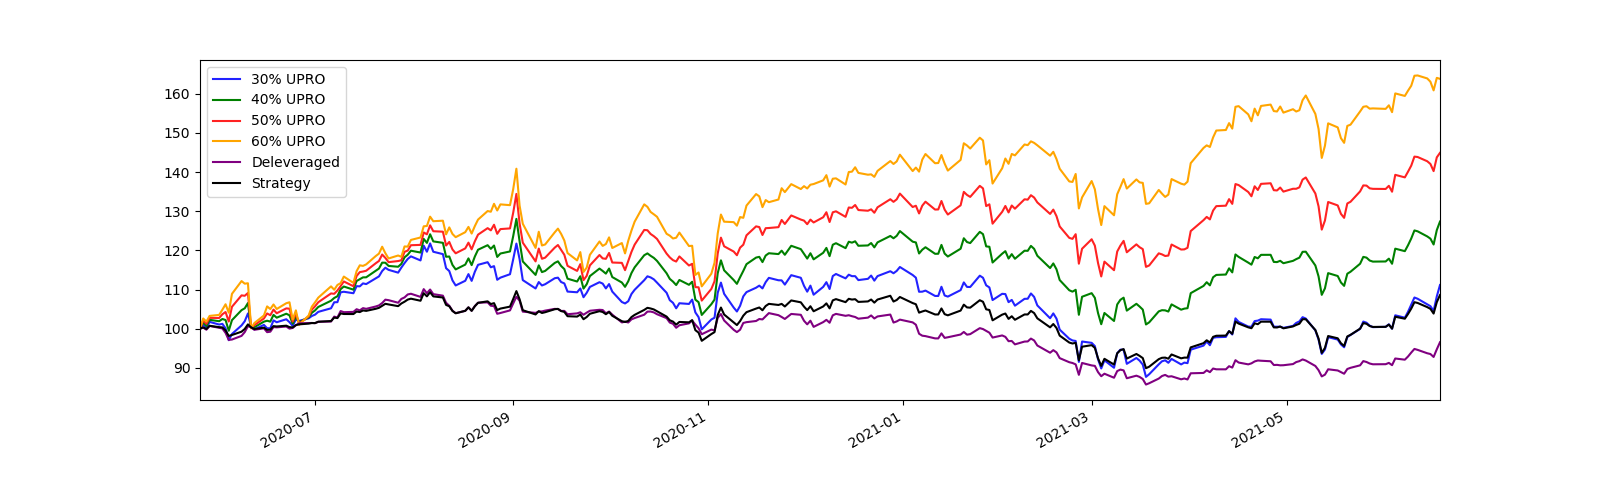 30% UPRO
40% UPRO
50% UPRO
60% UPRO
Deleveraged
Strategy
160
150
140
130
120
110
100
90
2020-07
2020-09
2020-11
2021-01
2021-03
2021-05